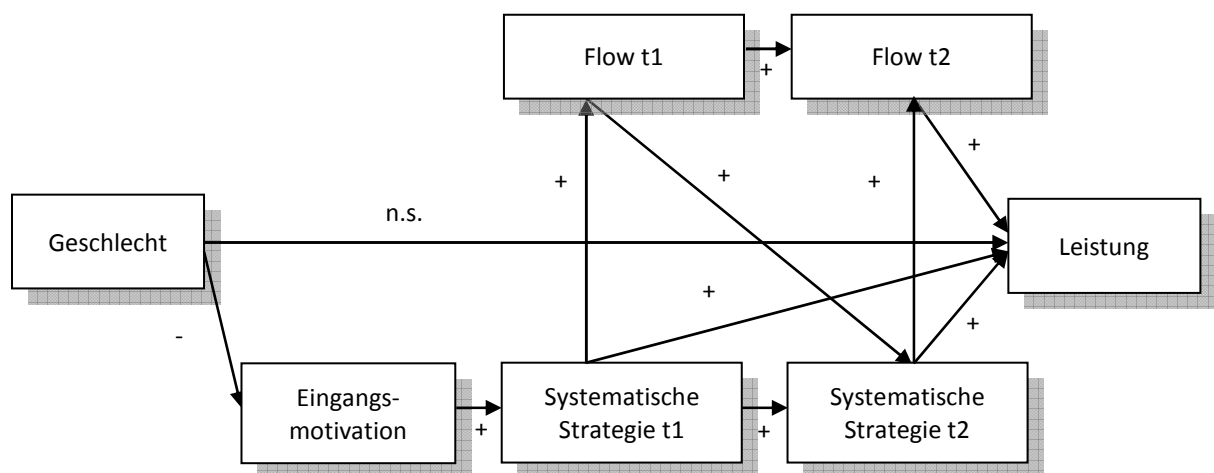 Flow t1
+
Flow t2
+
+
+
+
n.s.
Geschlecht
Leistung
+
+
-
Eingangs-
motivation
+
Systematische
Strategie t1
+
Systematische
Strategie t2